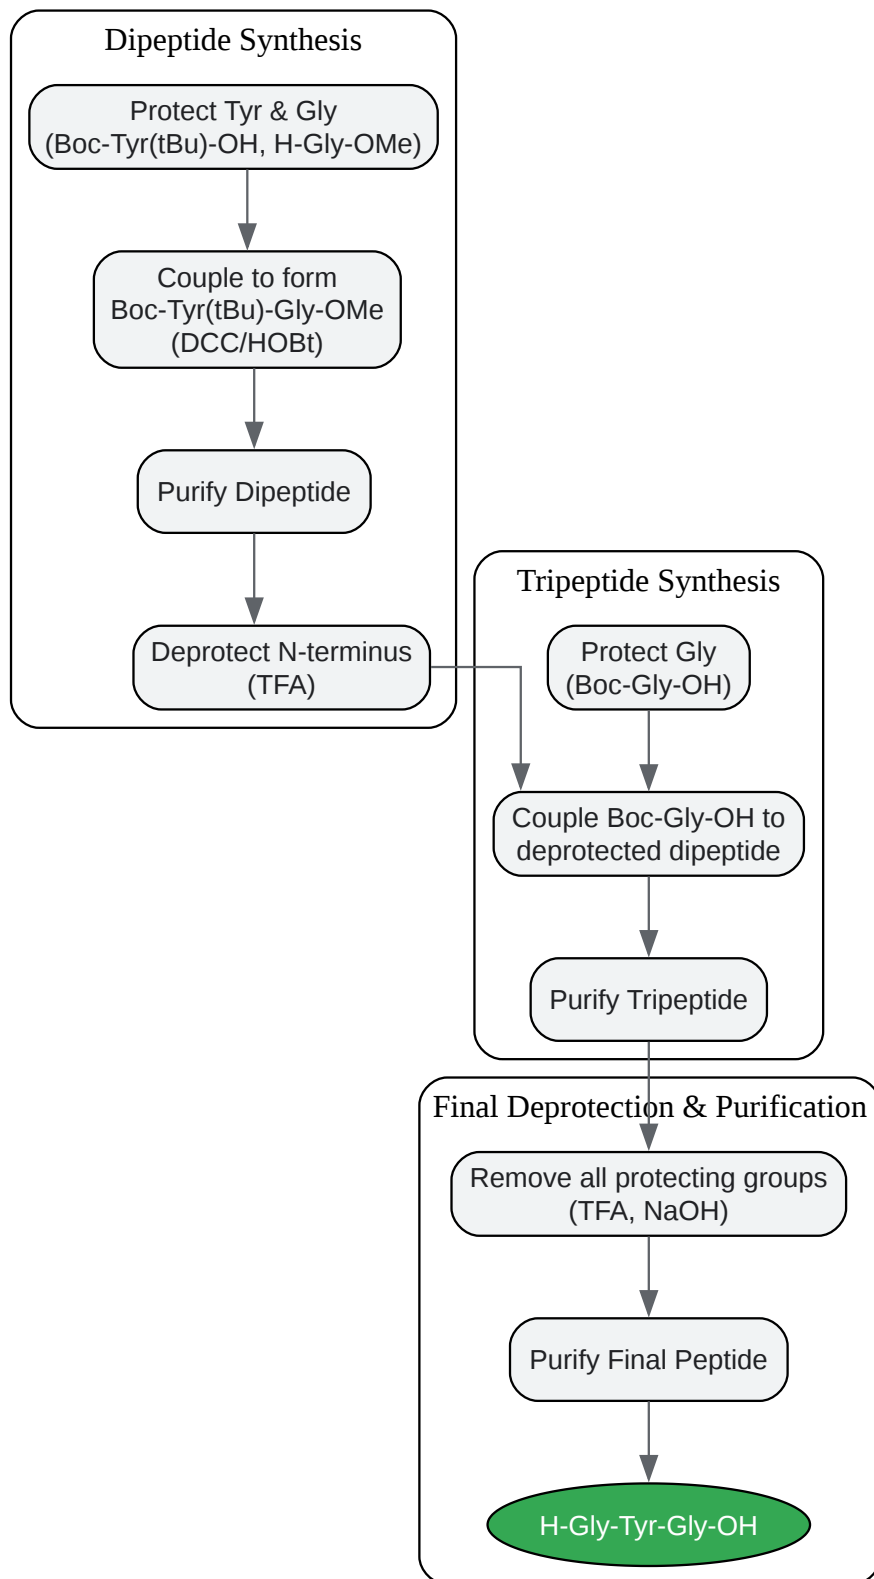 Dipeptide Synthesis
Protect Tyr & Gly
(Boc-Tyr(tBu)-OH, H-Gly-OMe)
Couple to form
Boc-Tyr(tBu)-Gly-OMe
(DCC/HOBt)
Purify Dipeptide
Deprotect N-terminus
(TFA)
Tripeptide Synthesis
Protect Gly
(Boc-Gly-OH)
Couple Boc-Gly-OH to
deprotected dipeptide
Purify Tripeptide
Final Deprotection & Purification
Remove all protecting groups
(TFA, NaOH)
Purify Final Peptide
H-Gly-Tyr-Gly-OH